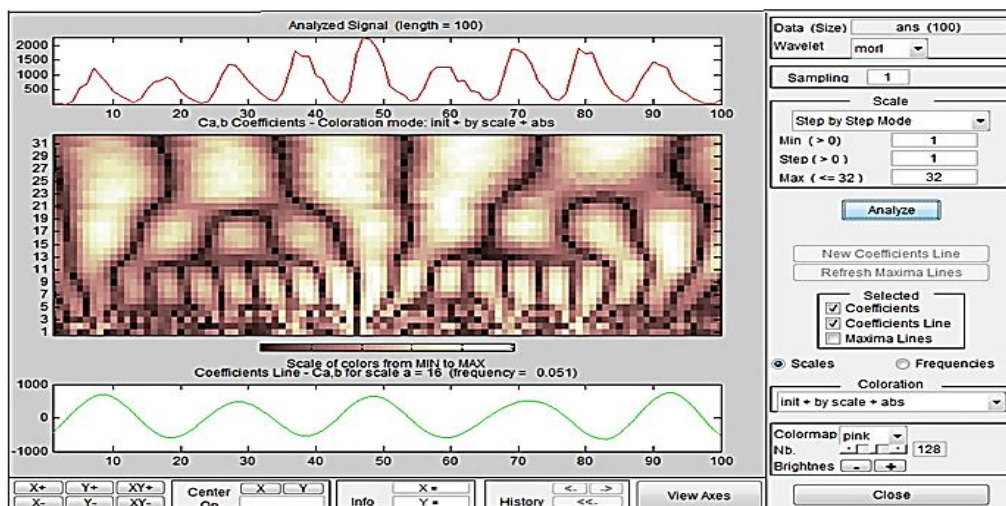 Analyzed Signal (length = 100)
2000
1500
1000
500
10 20 30 40 50 60 70 80 90 100
Ca,b Coefficients - Coloration mode: init + by scale + abs
31
29
27
25
23
21
19
17
15
13
11
9
7
5
3
1
Scale of colors from MIN to MAX
Coefficients Line - Ca,b for scale a = 16 (frequency = 0.051)
1000
0
-1000
10 20 30 40 50 60 70 80 90 100
X+ Y+ XY+
X- Y- XY-
Center
On
X Y
Info
X =
Y =
History
<- ->
<<-
View Axes
Data (Size) ans (100)
Wavelet morl
Sampling 1
Scale
Step by Step Mode
Min ( > 0) 1
Step ( > 0) 1
Max ( <= 32) 32
Analyze
New Coefficients Line
Refresh Maxima Lines
Selected
Coefficients
Coefficients Line
Maxima Lines
Scales Frequencies
Coloration
init + by scale + abs
Colormap pink
Nb. 128
Brightnes - +
Close